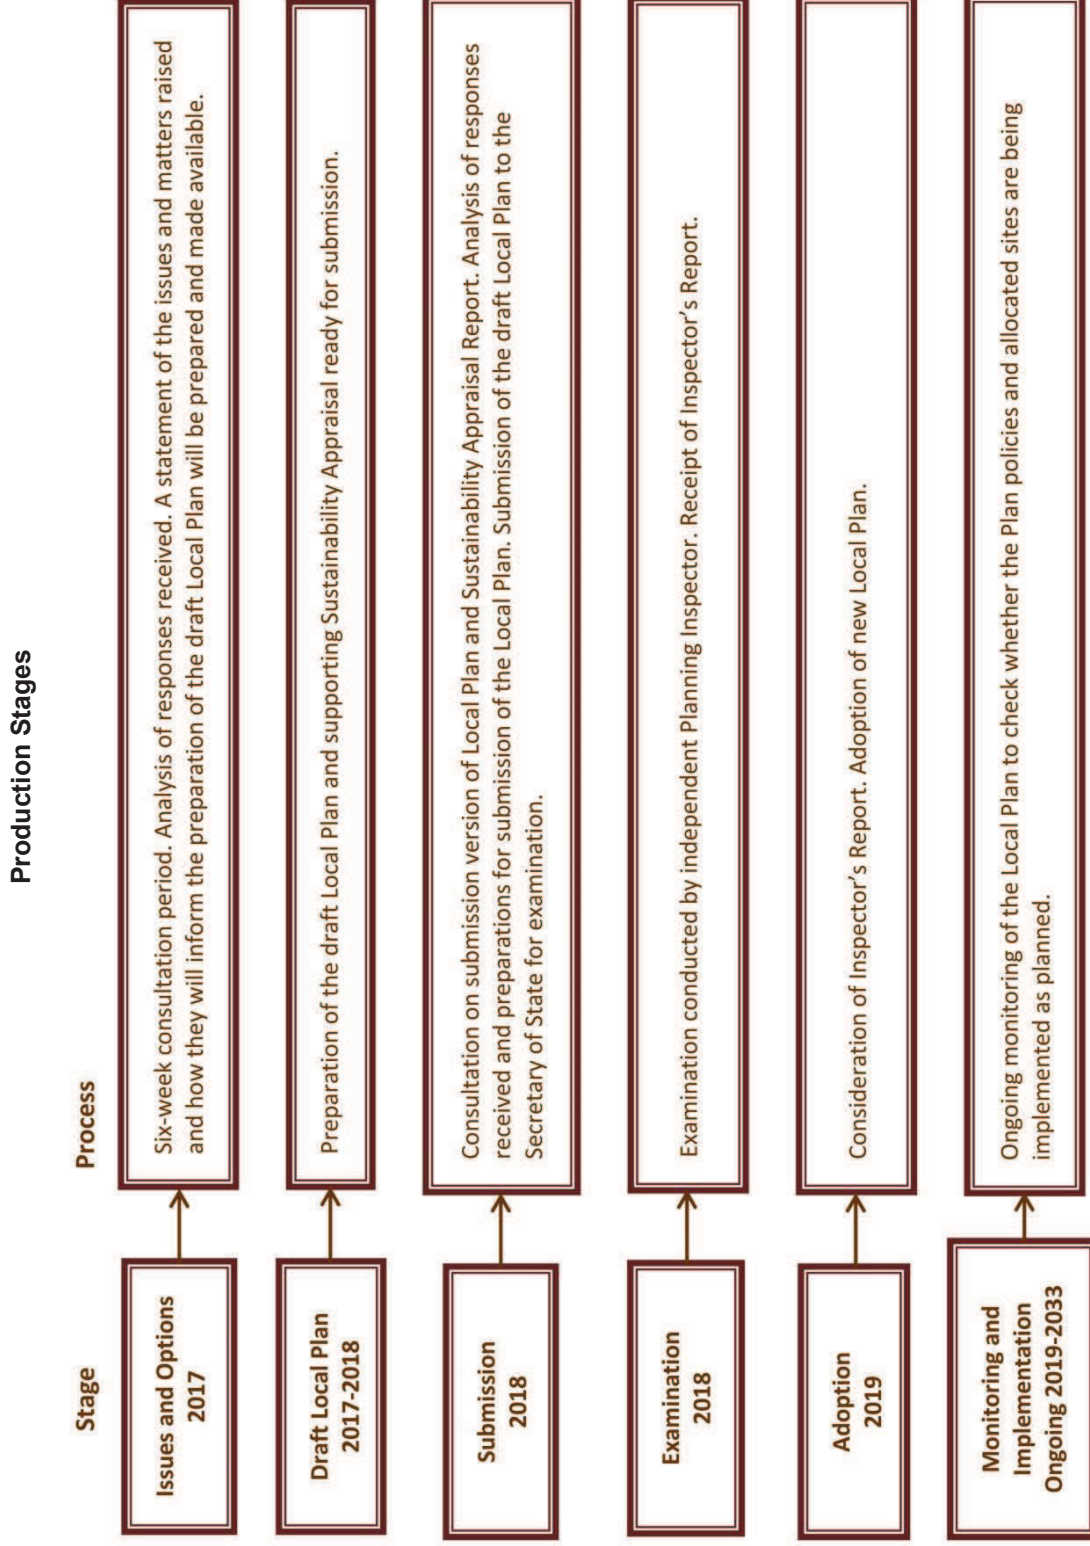 Production Stages
Stage
Process
Issues and Options
2017
Six-week consultation period. Analysis of responses received. A statement of the issues and matters raised
and how they will inform the preparation of the draft Local Plan will be prepared and made available.
Draft Local Plan
2017-2018
Preparation of the draft Local Plan and supporting Sustainability Appraisal ready for submission.
Submission
2018
Consultation on submission version of Local Plan and Sustainability Appraisal Report. Analysis of responses
received and preparations for submission of the Local Plan. Submission of the draft Local Plan to the
Secretary of State for examination.
Examination
2018
Examination conducted by independent Planning Inspector. Receipt of Inspector’s Report.
Adoption
2019
Consideration of Inspector’s Report. Adoption of new Local Plan.
Monitoring and
Implementation
Ongoing 2019-2033
Ongoing monitoring of the Local Plan to check whether the Plan policies and allocated sites are being
implemented as planned.